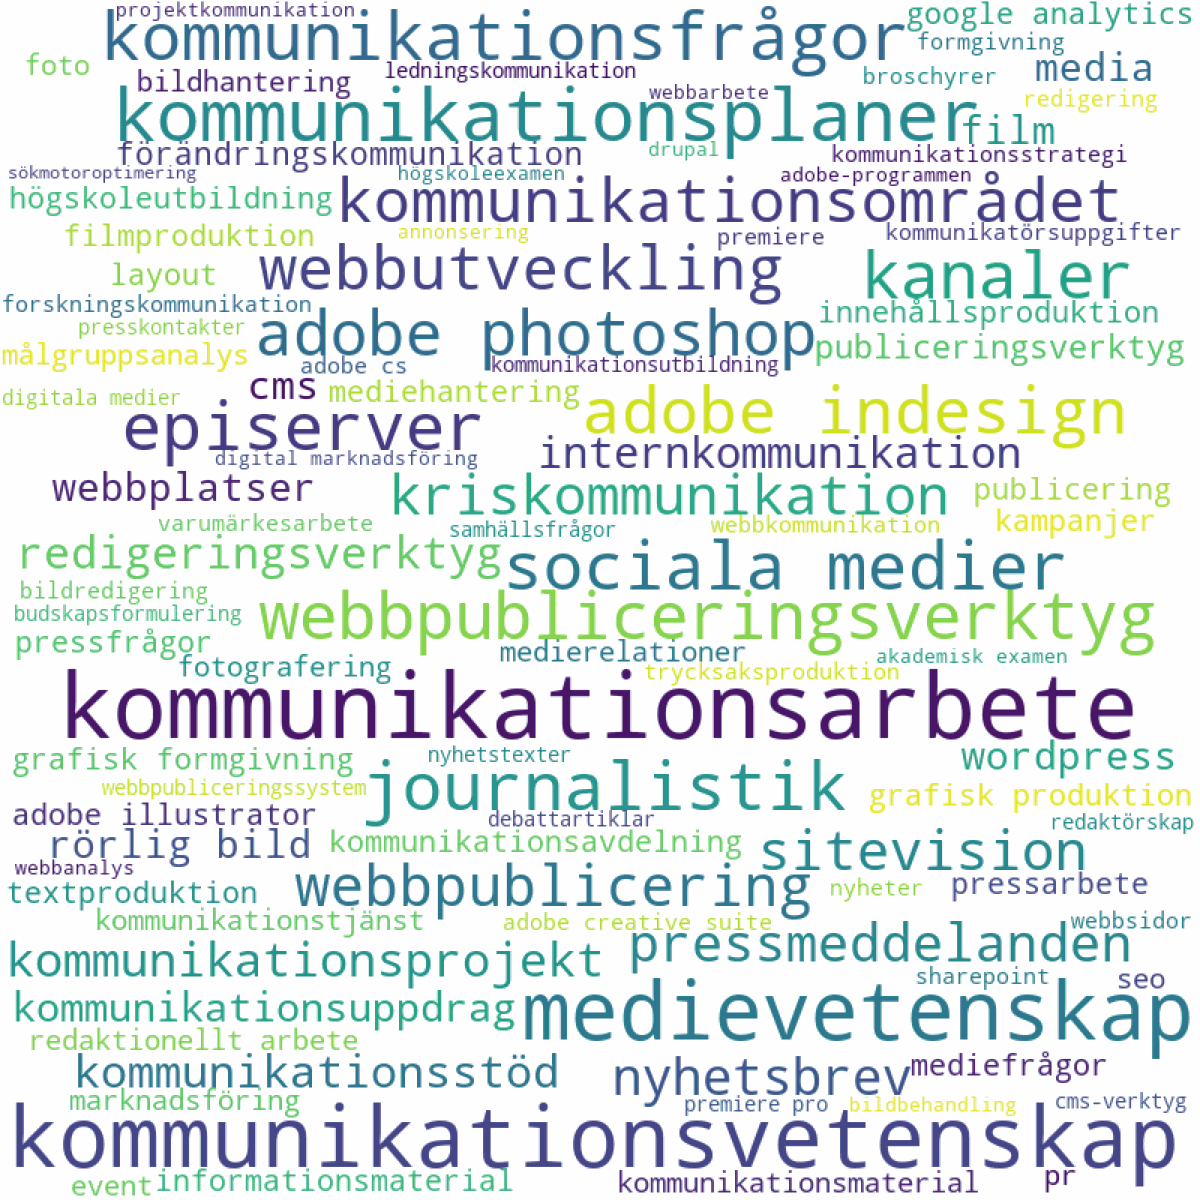 projektkommunikation
kommunikationsfrågor
google analytics
formgivning
foto
ledningskommunikation
media
bildhantering
broschyrer
webbarbete
redigering
kommunikationsplaner
film
drupal
förändringskommunikation
kommunikationsstrategi
sökmotoroptimering
högskoleexamen
adobe-programmen
högskoleutbildning
kommunikationsområdet
filmproduktion
annonsering
premiere
kommunikatörsuppgifter
layout
webbutveckling
kanaler
forskningskommunikation
innehållsproduktion
presskontakter
adobe photoshop
publiceringsverktyg
målgruppsanalys
adobe cs
kommunikationsutbildning
cms
mediehantering
digitala medier
adobe indesign
episerver
digital marknadsföring
internkommunikation
webbplatser
kriskommunikation
publicering
varumärkesarbete
samhällsfrågor
webbkommunikation
kampanjer
redigeringsverktyg
sociala medier
bildredigering
budskapsformulering
webbpubliceringsverktyg
pressfrågor
medierelationer
akademisk examen
fotografering
trycksaksproduktion
kommunikationsarbete
grafisk formgivning
nyhetstexter
wordpress
webbpubliceringssystem
journalistik
grafisk produktion
adobe illustrator
debattartiklar
redaktörskap
rörlig bild
kommunikationsavdelning
sitevision
webbanalys
textproduktion
webbpublicering
nyheter
pressarbete
kommunikationstjänst
adobe creative suite
webbsidor
pressmeddelanden
kommunikationsprojekt
sharepoint
seo
kommunikationsuppdrag
medievetenskap
redaktionellt arbete
kommunikationsstöd
nyhetsbrev
mediefrågor
marknadsföring
premiere pro
bildbehandling
cms-verktyg
kommunikationsvetenskap
event
informationsmaterial
kommunikationsmaterial
pr